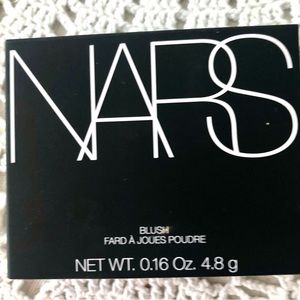 NARS
BLUSH
FARD À JOUES POUDRE
NET WT. 0.16 Oz. 4.8 g